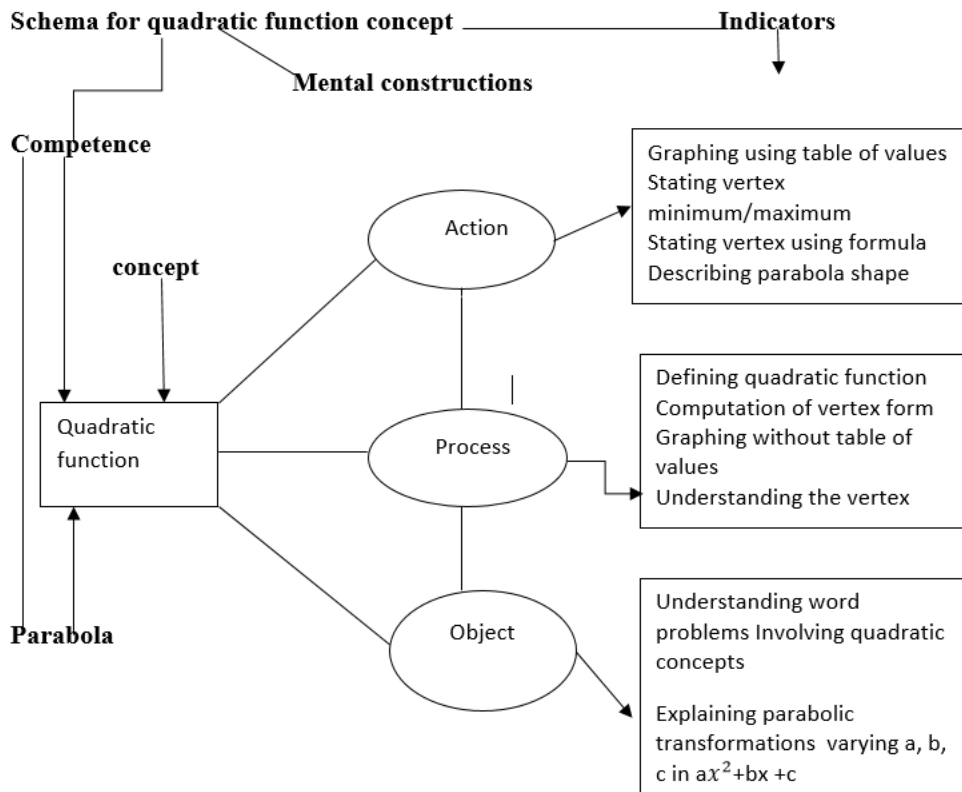 Schema for quadratic function concept
Indicators
Mental constructions
Competence
concept
Quadratic
function
Parabola
Action
Process
Object
Graphing using table of values
Stating vertex
minimum/maximum
Stating vertex using formula
Describing parabola shape
Defining quadratic function
Computation of vertex form
Graphing without table of
values
Understanding the vertex
Understanding word
problems Involving quadratic
concepts
Explaining parabolic
transformations varying a, b,
c in a𝑥²+bx +c